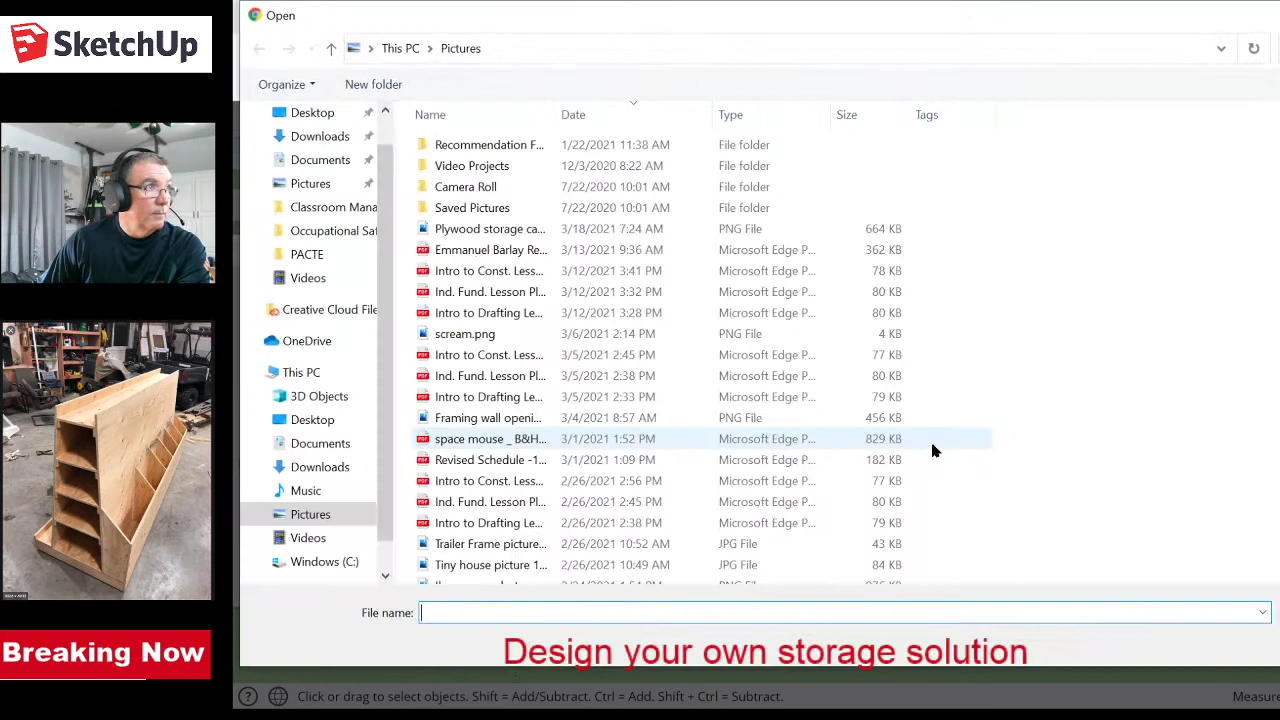 SketchUp
Breaking Now
Open
This PC
Pictures
Organize
New folder
Desktop
Downloads
Documents
Pictures
Classroom Mana
Occupational Saf
PACTE
Videos
Creative Cloud File
OneDrive
This PC
3D Objects
Desktop
Documents
Downloads
Music
Pictures
Videos
Windows (C:)
Name Date Type Size Tags
Recommendation F... 1/22/2021 11:38 AM File folder
Video Projects 12/3/2020 8:22 AM File folder
Camera Roll 7/22/2020 10:01 AM File folder
Saved Pictures 7/22/2020 10:01 AM File folder
Plywood storage ca... 3/18/2021 7:24 AM PNG File 664 KB
Emmanuel Barlay Re... 3/13/2021 9:36 AM Microsoft Edge P... 362 KB
Intro to Const. Less... 3/12/2021 3:41 PM Microsoft Edge P... 78 KB
Ind. Fund. Lesson Pl... 3/12/2021 3:32 PM Microsoft Edge P... 80 KB
Intro to Drafting Le... 3/12/2021 3:28 PM Microsoft Edge P... 80 KB
scream.png 3/6/2021 2:14 PM PNG File 4 KB
Intro to Const. Less... 3/5/2021 2:45 PM Microsoft Edge P... 77 KB
Ind. Fund. Lesson Pl... 3/5/2021 2:38 PM Microsoft Edge P... 80 KB
Intro to Drafting Le... 3/5/2021 2:33 PM Microsoft Edge P... 79 KB
Framing wall openi... 3/4/2021 8:57 AM PNG File 456 KB
space mouse _ B&H... 3/1/2021 1:52 PM Microsoft Edge P... 829 KB
Revised Schedule -1... 3/1/2021 1:09 PM Microsoft Edge P... 182 KB
Intro to Const. Less... 2/26/2021 2:56 PM Microsoft Edge P... 77 KB
Ind. Fund. Lesson Pl... 2/26/2021 2:45 PM Microsoft Edge P... 80 KB
Intro to Drafting Le... 2/26/2021 2:38 PM Microsoft Edge P... 79 KB
Trailer Frame picture... 2/26/2021 10:52 AM JPG File 43 KB
Tiny house picture 1... 2/26/2021 10:49 AM JPG File 84 KB
File name:
Design your own storage solution
Click or drag to select objects. Shift = Add/Subtract. Ctrl = Add. Shift + Ctrl = Subtract.
Measure